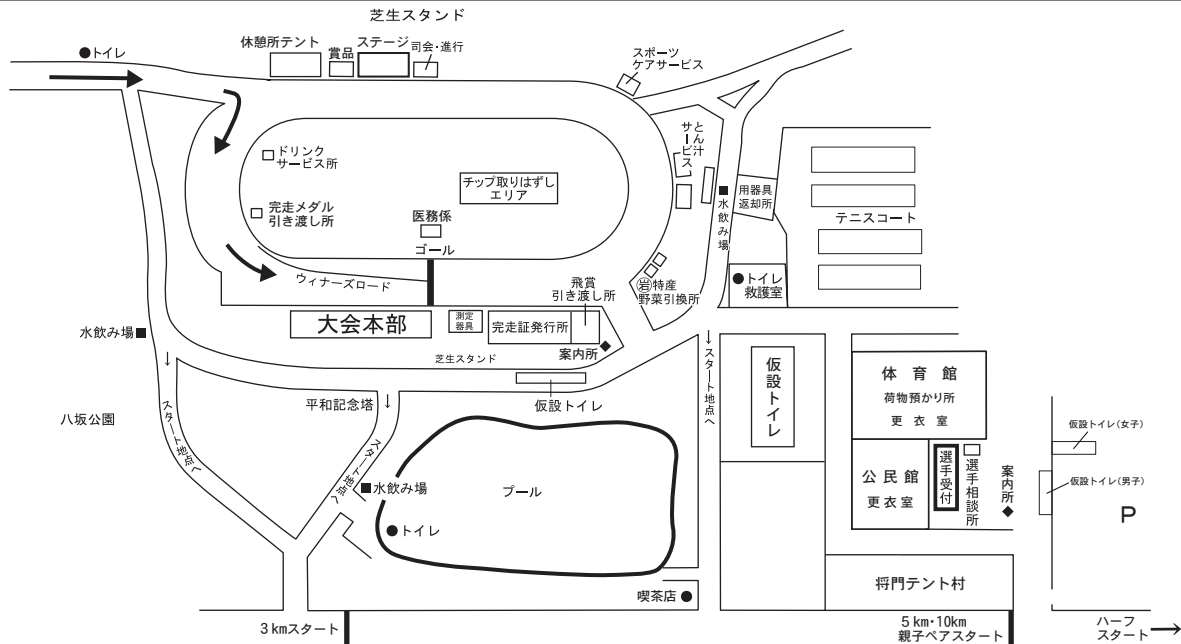 芝生スタンド
●トイレ
休憩所テント
賞品
ステージ
司会・進行
スポーツ
ケアサービス
とん汁
サービス
ドリンク
サービス所
チップ取りはずし
エリア
完走メダル
引き渡し所
医務係
ゴール
ウィナーズロード
■水飲み場
用器具
返却所
テニスコート
●トイレ
救護室
㊨特産
野菜引換所
飛賞
引き渡し所
大会本部
測定
器具
完走証発行所
案内所◆
芝生スタンド
水飲み場■
↓スタート地点へ
仮設トイレ
平和記念塔
↓スタート地点へ
八坂公園
■水飲み場
プール
●トイレ
↓スタート地点へ
仮設トイレ
体育館
荷物預かり所
更衣室
公民館
更衣室
選手受付
選手相談所
案内所◆
仮設トイレ(女子)
仮設トイレ(男子)
P
将門テント村
喫茶店●
3kmスタート
5km・10km
親子ペアスタート
ハーフ
スタート